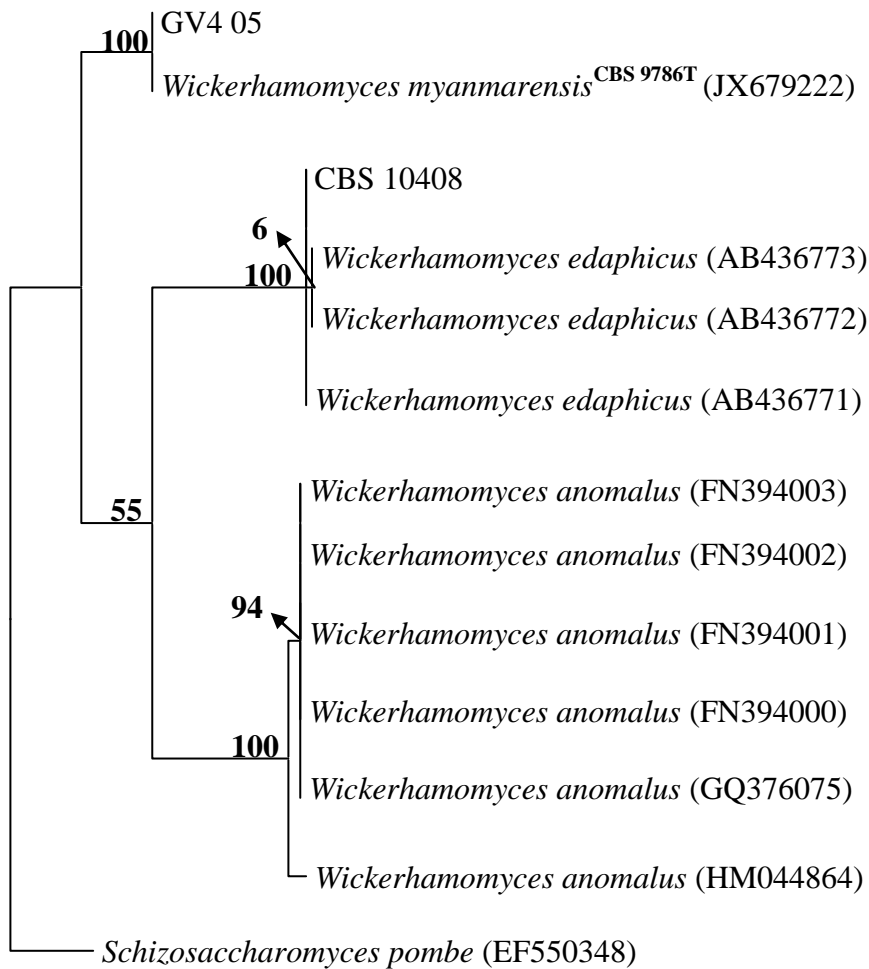 GV4 05
100
Wickerhamomyces myanmarensis CBS 9786T (JX679222)
CBS 10408
6
Wickerhamomyces edaphicus (AB436773)
100
Wickerhamomyces edaphicus (AB436772)
Wickerhamomyces edaphicus (AB436771)
Wickerhamomyces anomalus (FN394003)
55
Wickerhamomyces anomalus (FN394002)
94
Wickerhamomyces anomalus (FN394001)
Wickerhamomyces anomalus (FN394000)
100
Wickerhamomyces anomalus (GQ376075)
Wickerhamomyces anomalus (HM044864)
Schizosaccharomyces pombe (EF550348)